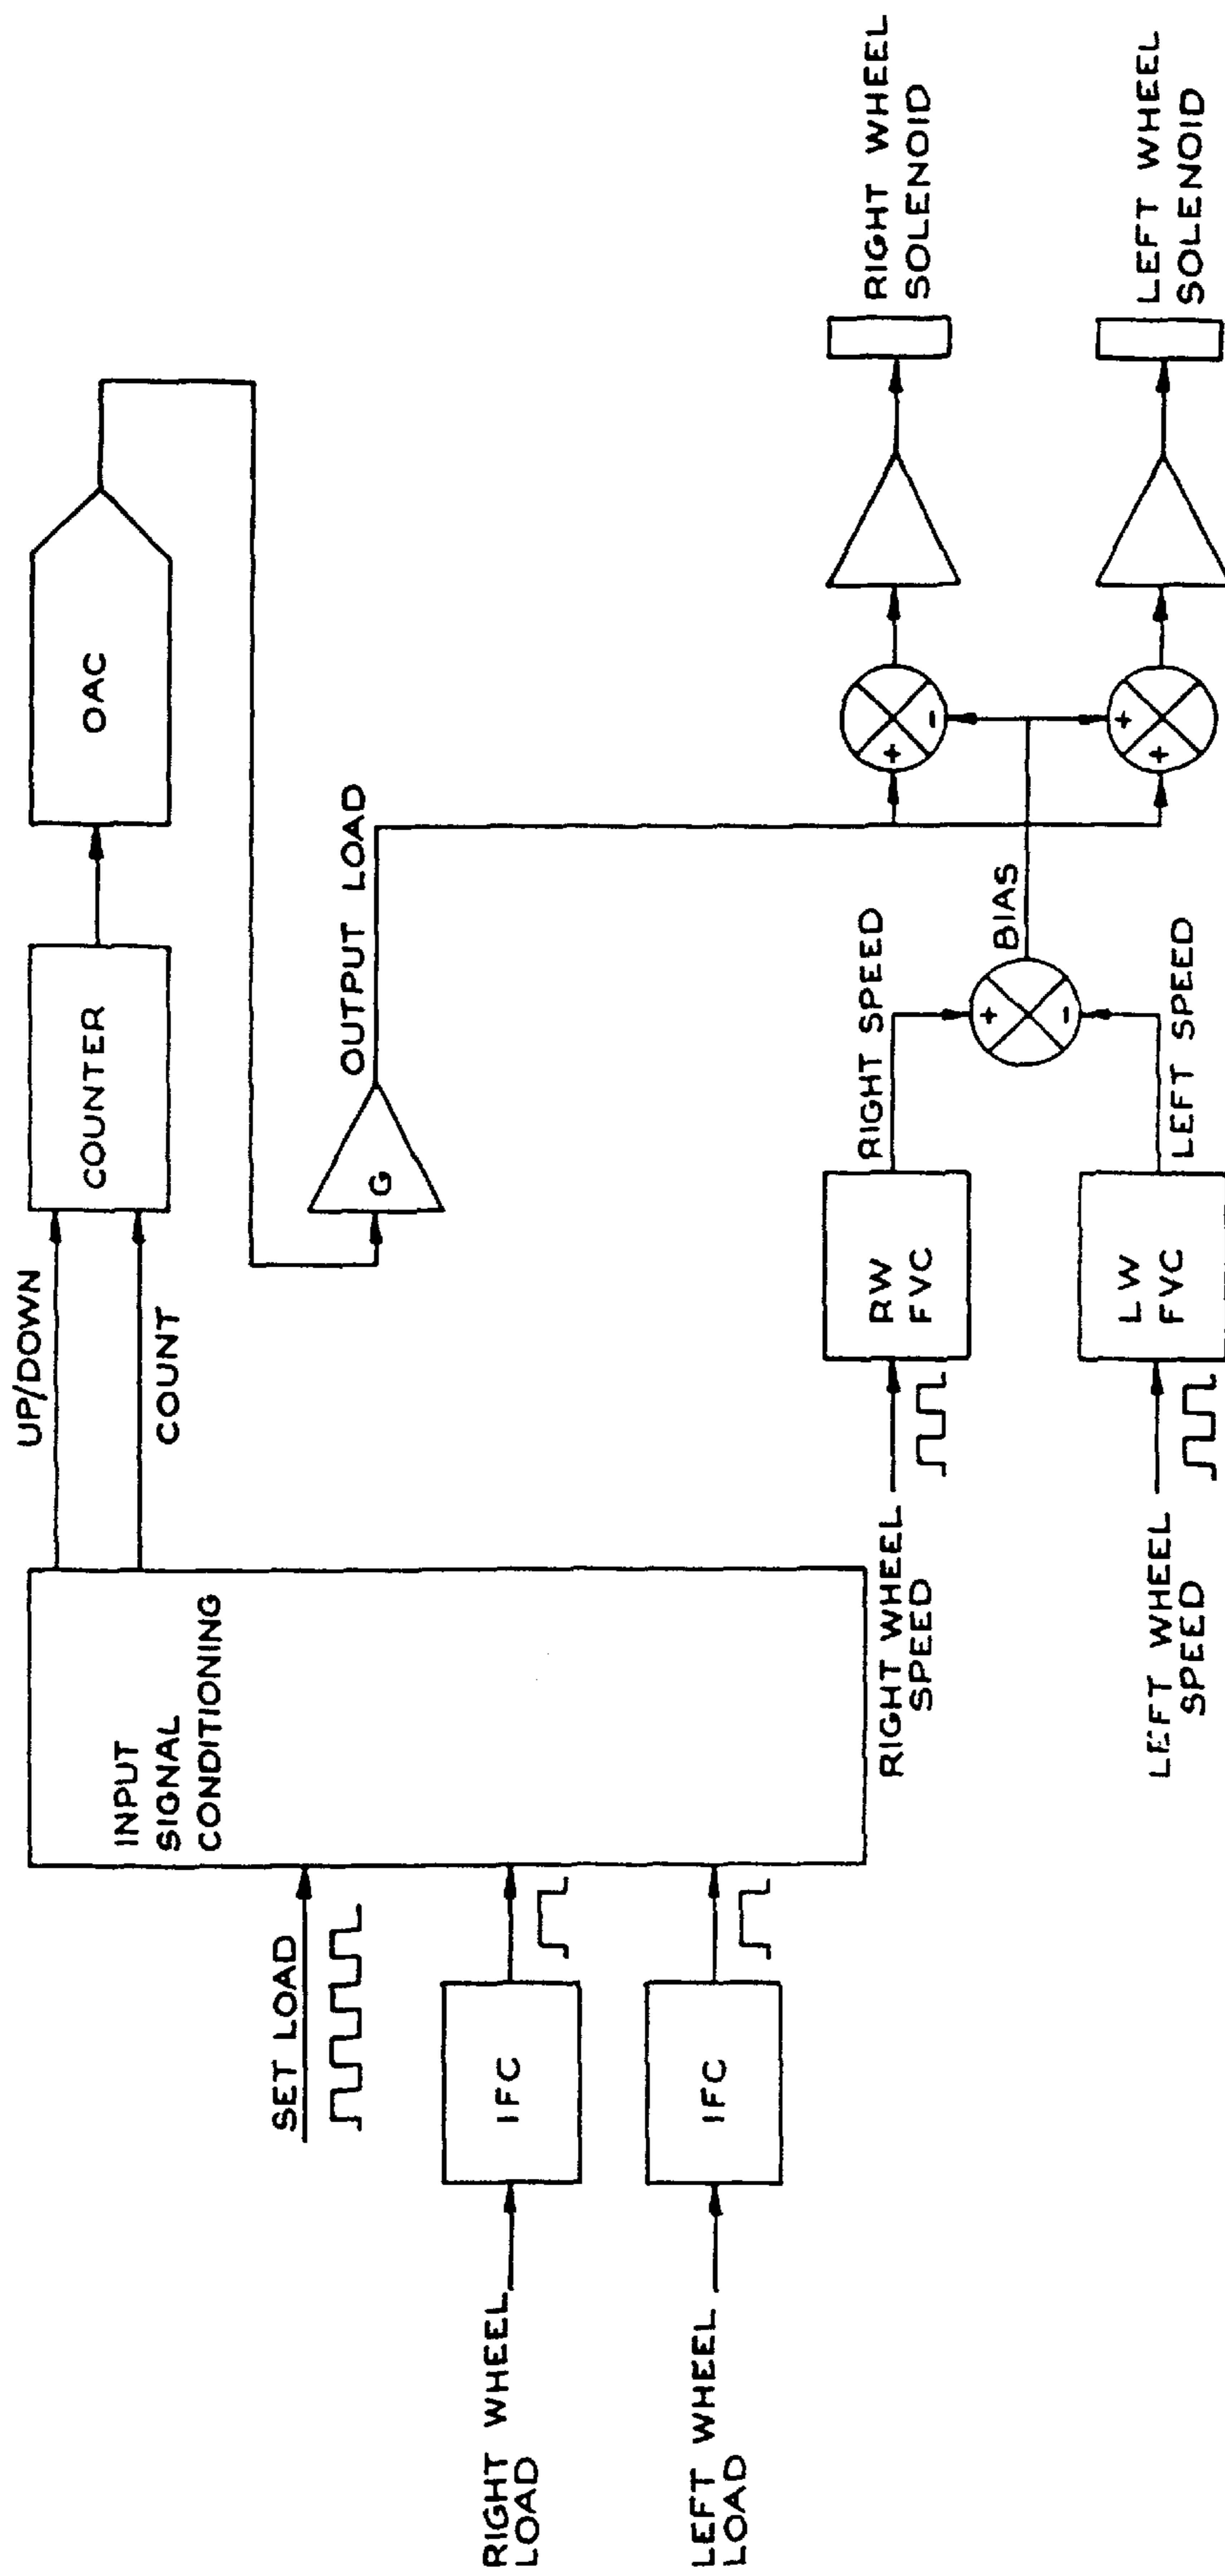 UP/DOWN
COUNT
COUNTER
OAC
INPUT
SIGNAL
CONDITIONING
SET LOAD
RIGHT WHEEL
LOAD
IFC
LEFT WHEEL
LOAD
IFC
G
OUTPUT LOAD
RIGHT WHEEL
SPEED
RW
FVC
RIGHT SPEED
LEFT WHEEL
SPEED
LW
FVC
LEFT SPEED
+
-
BIAS
+
-
+
+
RIGHT WHEEL
SOLENOID
LEFT WHEEL
SOLENOID